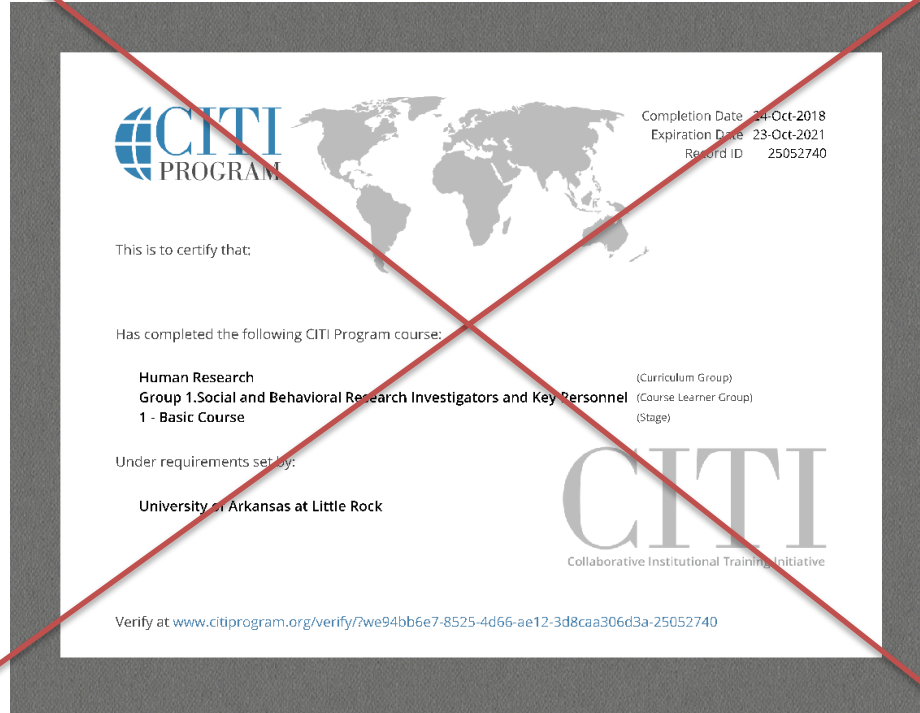 CITI
PROGRAM
Completion Date 24-Oct-2018
Expiration Date 23-Oct-2021
Record ID 25052740
This is to certify that:
Has completed the following CITI Program course:
Human Research (Curriculum Group)
Group 1.Social and Behavioral Research Investigators and Key Personnel (Course Learner Group)
1 - Basic Course (Stage)
Under requirements set by:
University of Arkansas at Little Rock
CITI
Collaborative Institutional Training Initiative
Verify at www.citiprogram.org/verify/?we94bb6e7-8525-4d66-ae12-3d8caa306d3a-25052740